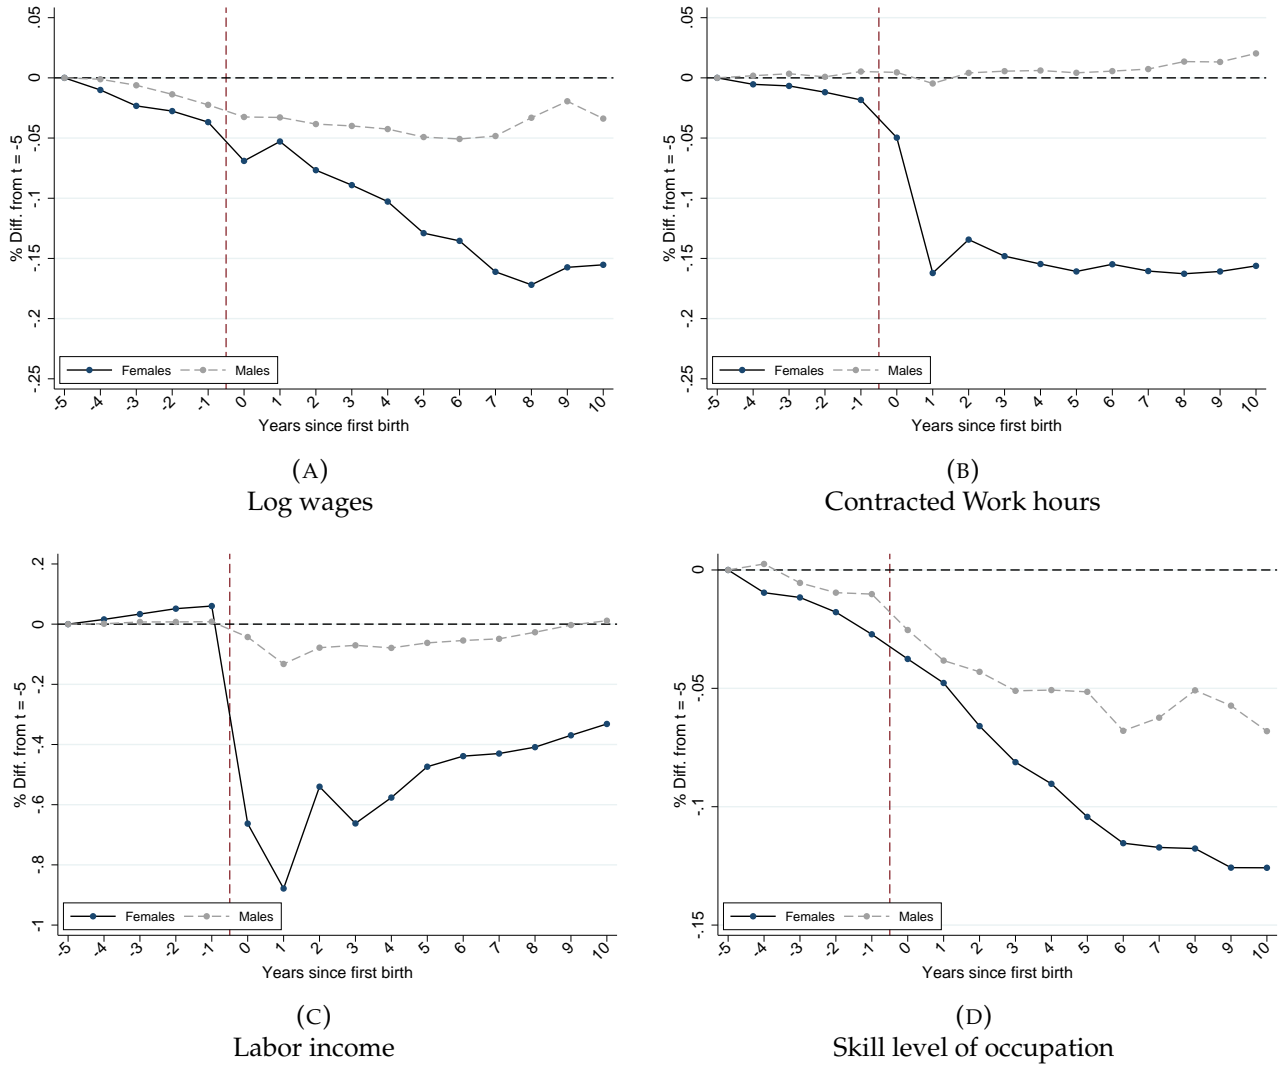 .05
0
-.05
-.1
-.15
-.2
-.25
% Diff. from t = -5
Females
Males
-5 -4 -3 -2 -1 0 1 2 3 4 5 6 7 8 9 10
Years since first birth
(A)
Log wages
.05
0
-.05
-.1
-.15
-.2
-.25
% Diff. from t = -5
Females
Males
-5 -4 -3 -2 -1 0 1 2 3 4 5 6 7 8 9 10
Years since first birth
(B)
Contracted Work hours
.2
0
-.2
-.4
-.6
-.8
-1
% Diff. from t = -5
Females
Males
-5 -4 -3 -2 -1 0 1 2 3 4 5 6 7 8 9 10
Years since first birth
(C)
Labor income
0
-.05
-.1
-.15
% Diff. from t = -5
Females
Males
-5 -4 -3 -2 -1 0 1 2 3 4 5 6 7 8 9 10
Years since first birth
(D)
Skill level of occupation